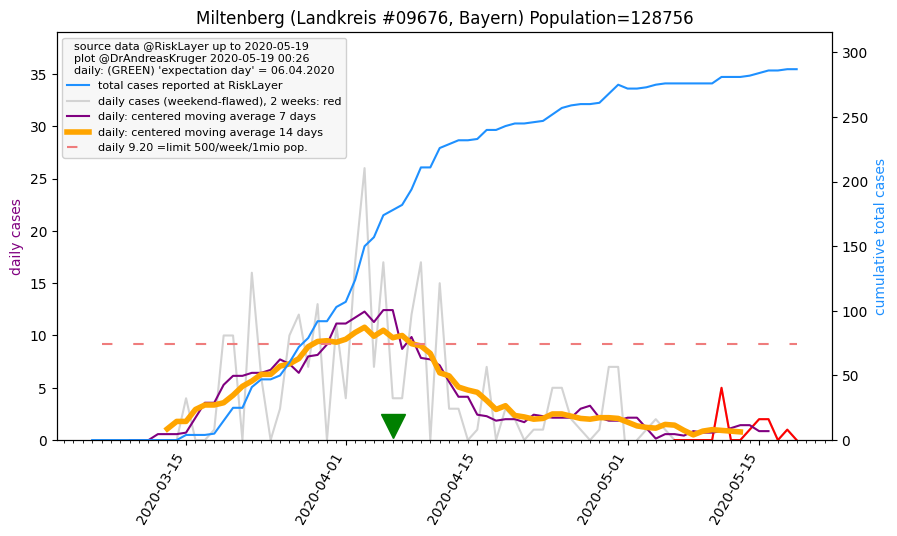 Miltenberg (Landkreis #09676, Bayern) Population=128756
source data @RiskLayer up to 2020-05-19
plot @DrAndreasKruger 2020-05-19 00:26
daily: (GREEN) 'expectation day' = 06.04.2020
total cases reported at RiskLayer
daily cases (weekend-flawed), 2 weeks: red
daily: centered moving average 7 days
daily: centered moving average 14 days
daily 9.20 =limit 500/week/1mio pop.
daily cases
35
30
25
20
15
10
5
0
cumulative total cases
300
250
200
150
100
50
0
2020-03-15
2020-04-01
2020-04-15
2020-05-01
2020-05-15